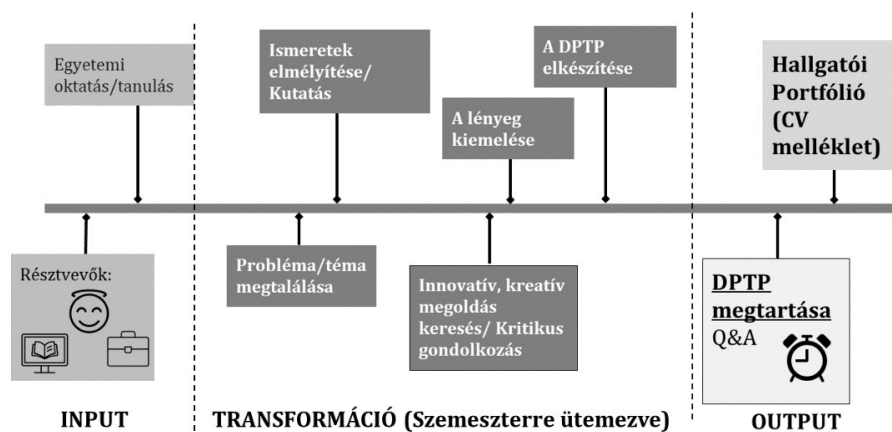 Egyetemi
oktatás/tanulás
Ismeretek
elmélyítése/
Kutatás
A lényeg
kiemelése
A DPTP
elkészítése
Hallgatói
Portfólió
(CV
melléklet)
Résztvevők:
Probléma/téma
megtalálása
Innovatív, kreatív
megoldás
keresés/ Kritikus
gondolkozás
DPTP
megtartása
Q&A
INPUT
TRANSFORMÁCIÓ (Szemeszterre ütemezve)
OUTPUT